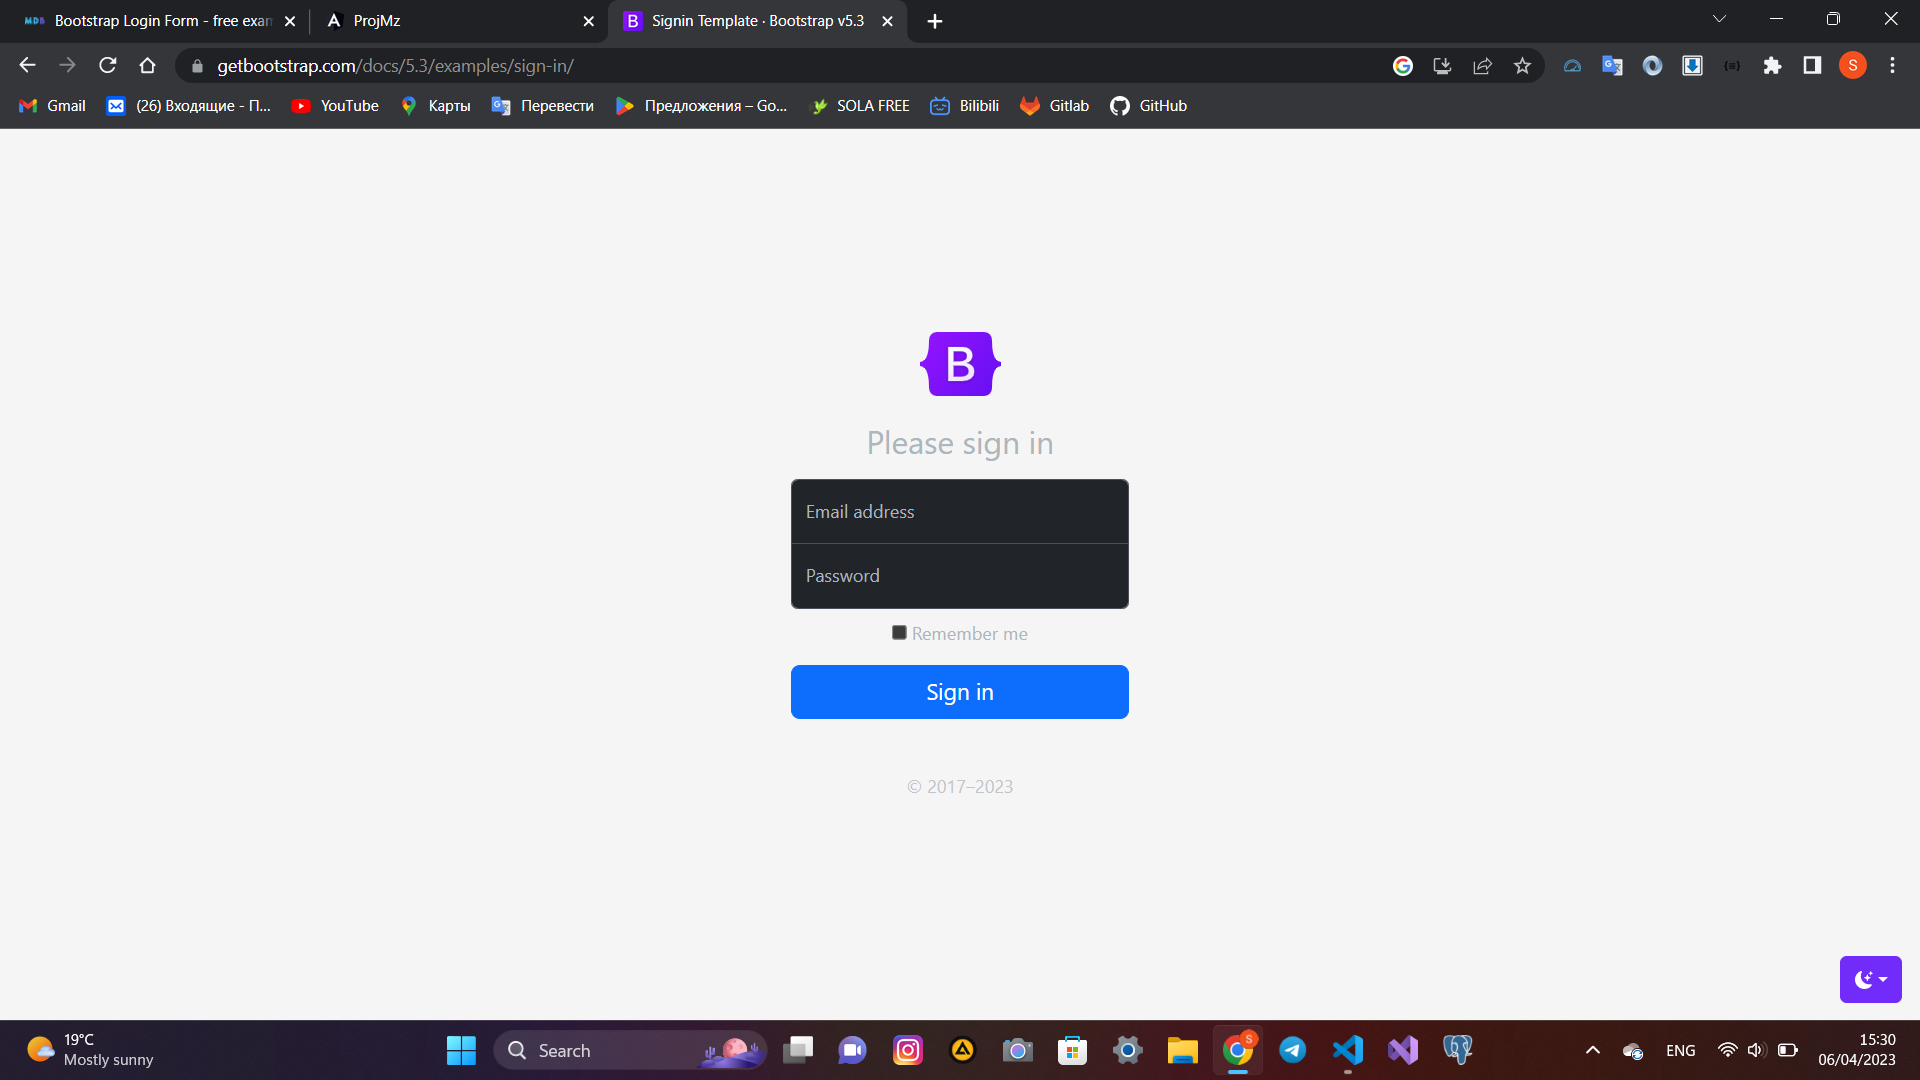 MDB Bootstrap Login Form - free exam
ProjMz
B Signin Template · Bootstrap v5.3
getbootstrap.com/docs/5.3/examples/sign-in/
S
Gmail
(26) Входящие - П...
YouTube
Карты
Перевести
Предложения – Go...
SOLA FREE
Bilibili
Gitlab
GitHub
B
Please sign in
Email address
Password
Remember me
Sign in
© 2017–2023
19°C
Mostly sunny
Search
S
ENG
15:30
06/04/2023